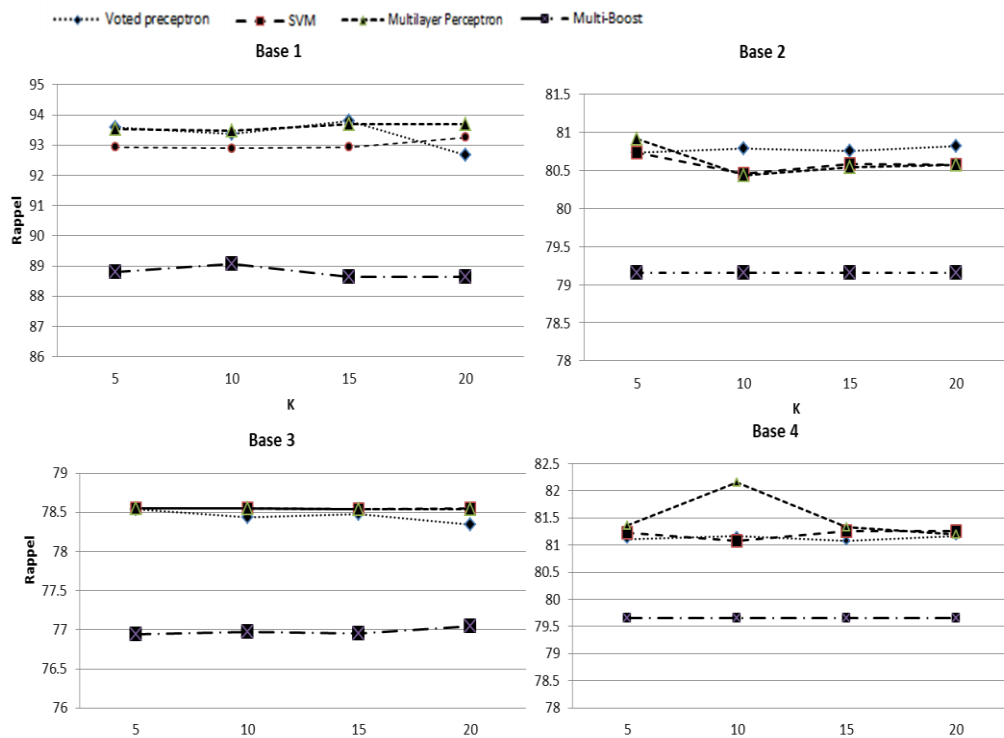 Voted preceptron SVM Multilayer Perceptron Multi-Boost
Base 1
95
94
93
92
91
90
89
88
87
86
Rappel
5 10 15 20
K
Base 2
81.5
81
80.5
80
79.5
79
78.5
78
5 10 15 20
K
Base 3
79
78.5
78
77.5
77
76.5
76
Rappel
5 10 15 20
Base 4
82.5
82
81.5
81
80.5
80
79.5
79
78.5
78
5 10 15 20